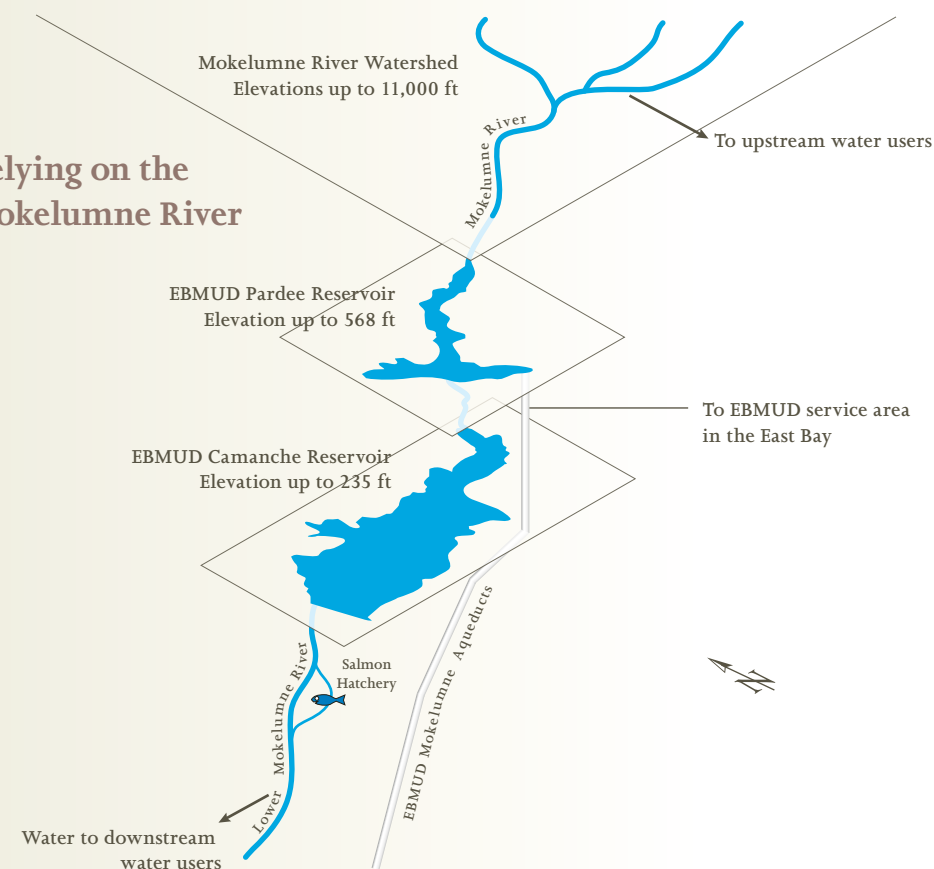 Mokelumne River Watershed
Elevations up to 11,000 ft
Mokelumne River
To upstream water users
elying on the
okelumne River
EBMUD Pardee Reservoir
Elevation up to 568 ft
To EBMUD service area
in the East Bay
EBMUD Camanche Reservoir
Elevation up to 235 ft
EBMUD Mokelumne Aqueducts
Salmon
Hatchery
Lower Mokelumne River
N
Water to downstream
water users